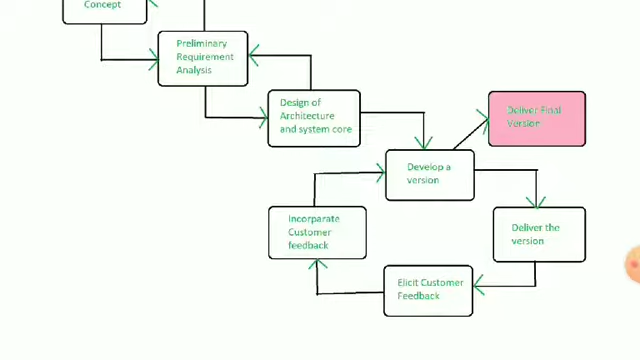 Concept
Preliminary
Requirement
Analysis
Design of
Architecture
and system core
Deliver Final
Version
Develop a
version
Incorparate
Customer
feedback
Deliver the
version
Elicit Customer
Feedback